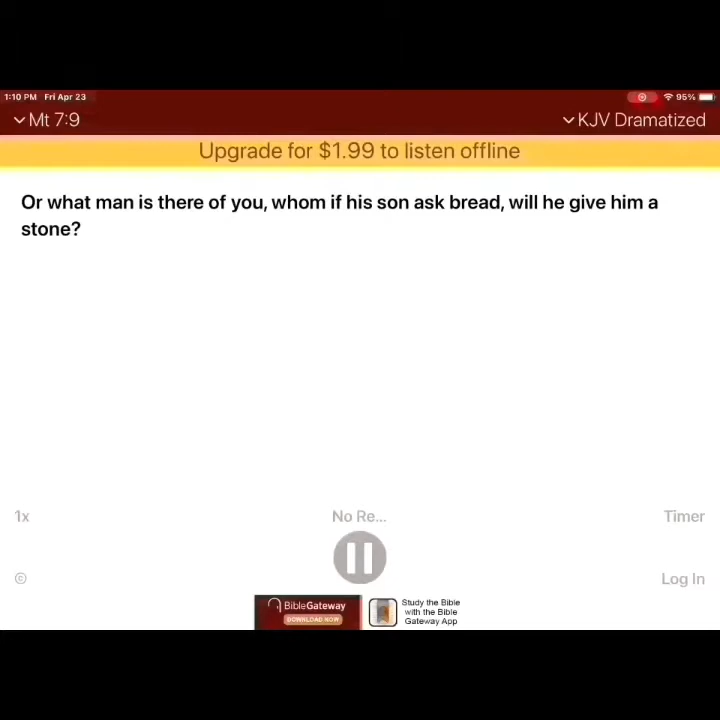 1:10 PM Fri Apr 23
95%
Mt 7:9
KJV Dramatized
Upgrade for $1.99 to listen offline
Or what man is there of you, whom if his son ask bread, will he give him a
stone?
1x
No Re...
Timer
©
Log In
BibleGateway
DOWNLOAD NOW
Study the Bible
with the Bible
Gateway App